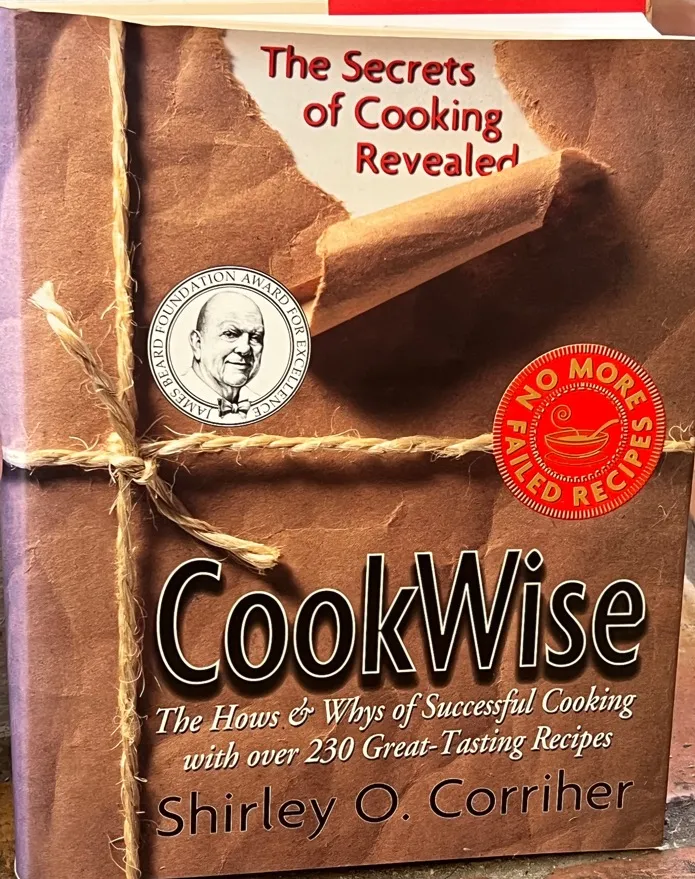 The Secrets
of Cooking
Revealed
JAMES BEARD FOUNDATION AWARD FOR EXCELLENCE
NO MORE
FAILED RECIPES
CookWise
The Hows & Whys of Successful Cooking
with over 230 Great-Tasting Recipes
Shirley O. Corriher